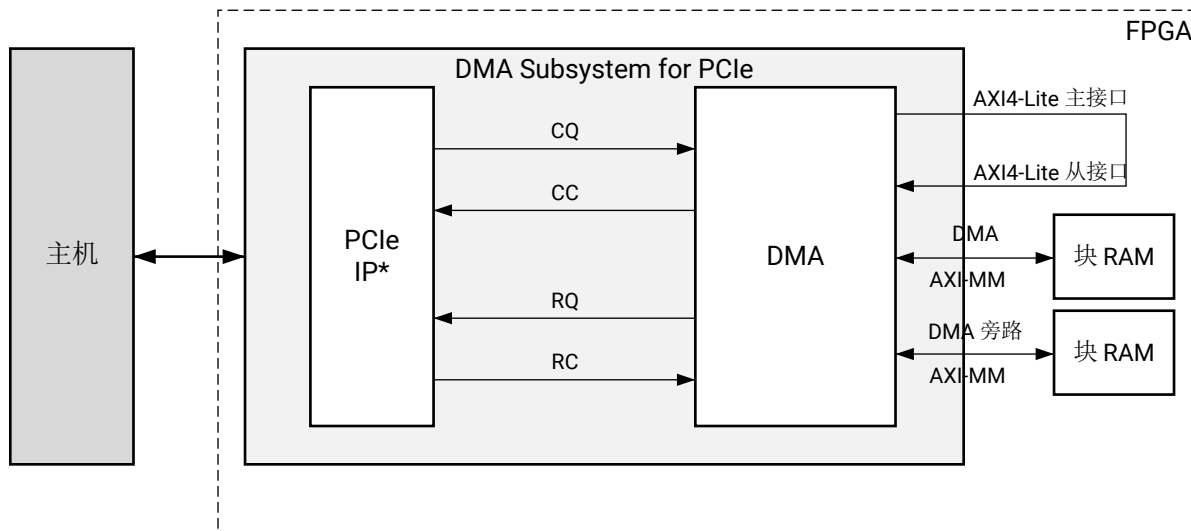 FPGA
DMA Subsystem for PCIe
AXI4-Lite 主接口
CQ
AXI4-Lite 从接口
CC
主机
PCIe
IP*
DMA
DMA
AXI-MM
块 RAM
RQ
DMA 旁路
AXI-MM
块 RAM
RC